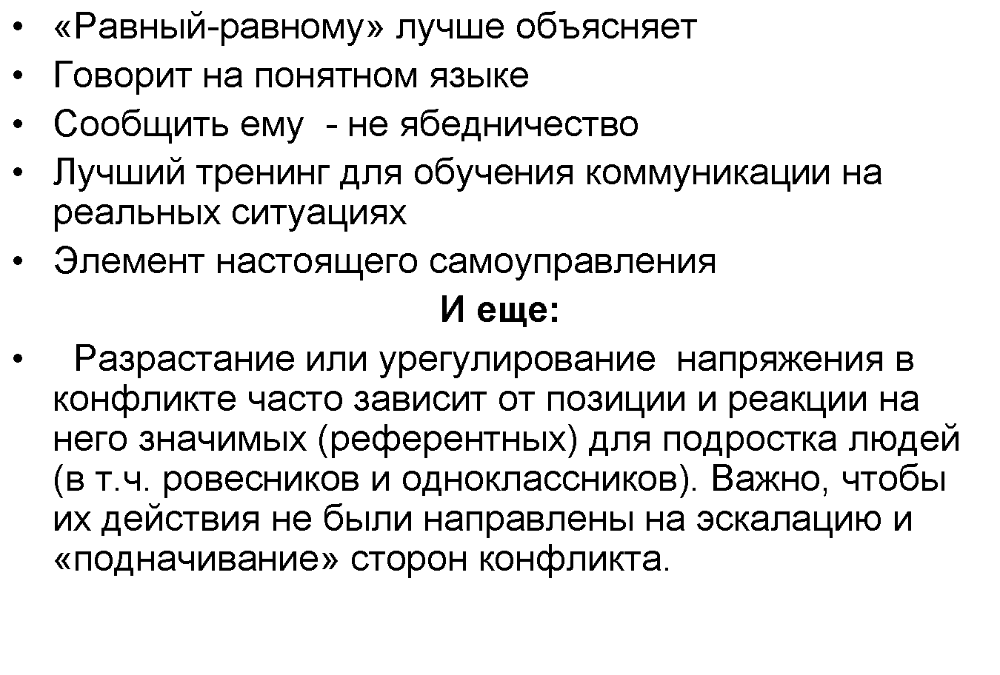 • «Равный-равному» лучше объясняет
• Говорит на понятном языке
• Сообщить ему  - не ябедничество
• Лучший тренинг для обучения коммуникации на
реальных ситуациях
• Элемент настоящего самоуправления
И еще:
•  Разрастание или урегулирование  напряжения в
конфликте часто зависит от позиции и реакции на
него значимых (референтных) для подростка людей
(в т.ч. ровесников и одноклассников). Важно, чтобы
их действия не были направлены на эскалацию и
«подначивание» сторон конфликта.